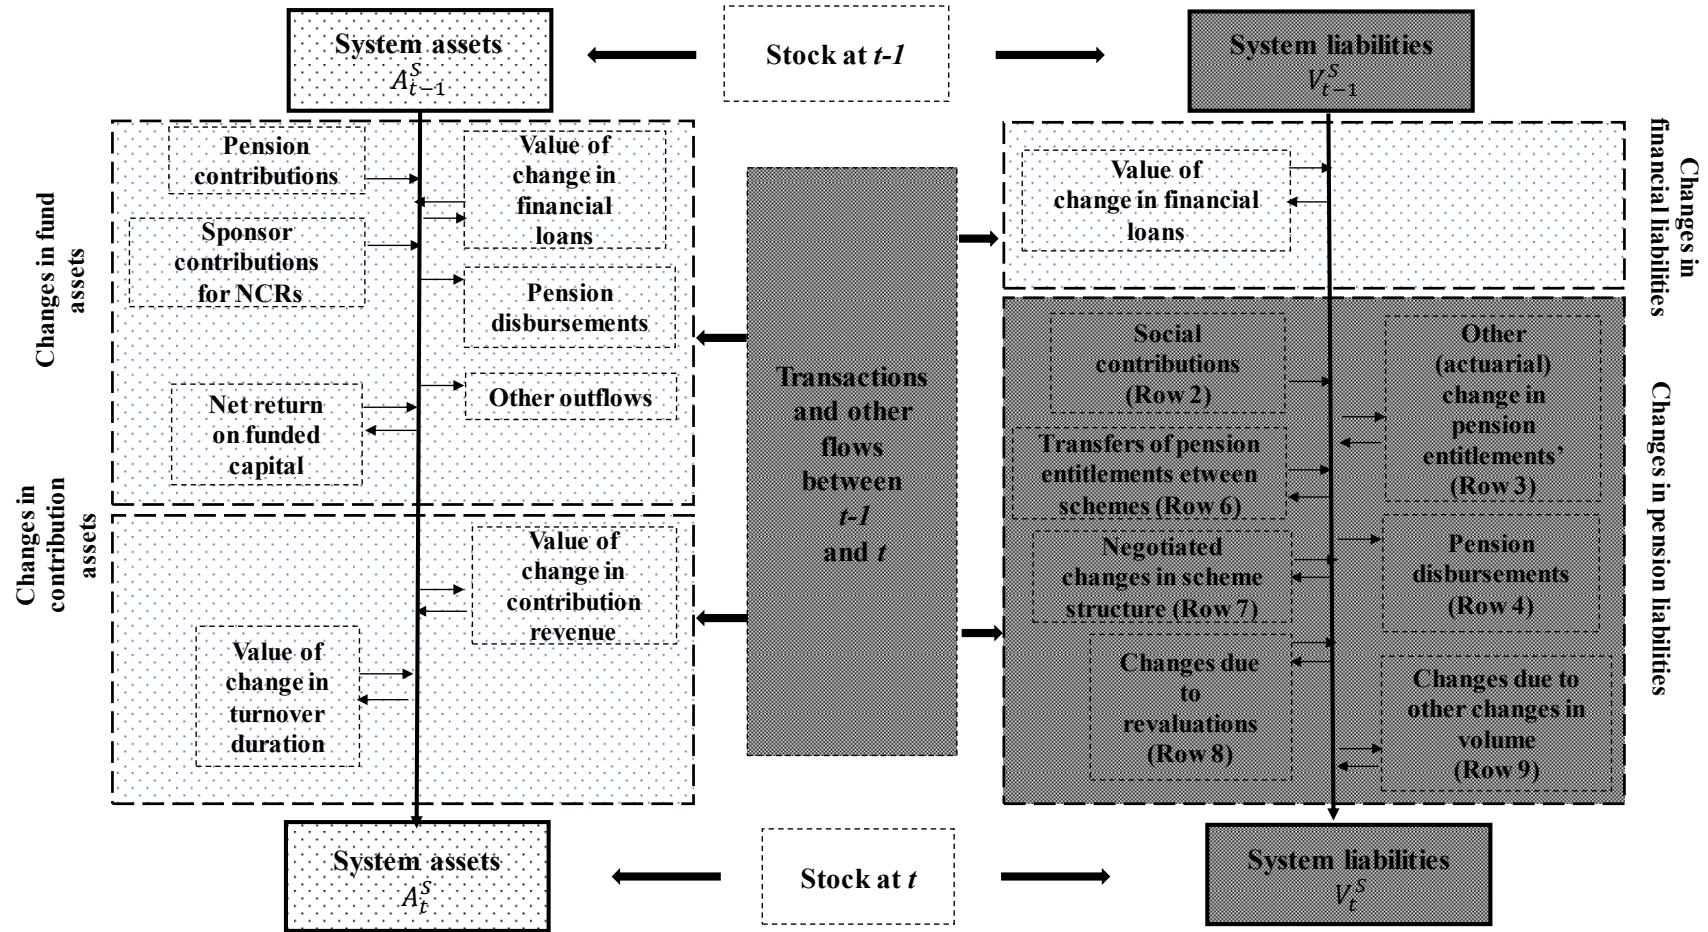 System assets
A^S_{t−1}
Stock at t-1
System liabilities
V^S_{t−1}
Changes in fund
assets
Pension
contributions
Value of
change in
financial
loans
Sponsor
contributions
for NCRs
Pension
disbursements
Net return
on funded
capital
Other outflows
Changes in
contribution
assets
Value of
change in
contribution
revenue
Value of
change in
turnover
duration
Transactions
and other
flows
between
t-1
and t
Value of
change in financial
loans
Changes in
financial liabilities
Social
contributions
(Row 2)
Other
(actuarial)
change in
pension
entitlements’
(Row 3)
Transfers of pension
entitlements etween
schemes (Row 6)
Negotiated
changes in scheme
structure (Row 7)
Pension
disbursements
(Row 4)
Changes due
to
revaluations
(Row 8)
Changes due to
other changes in
volume
(Row 9)
Changes in pension liabilities
System assets
A^S_t
Stock at t
System liabilities
V^S_t